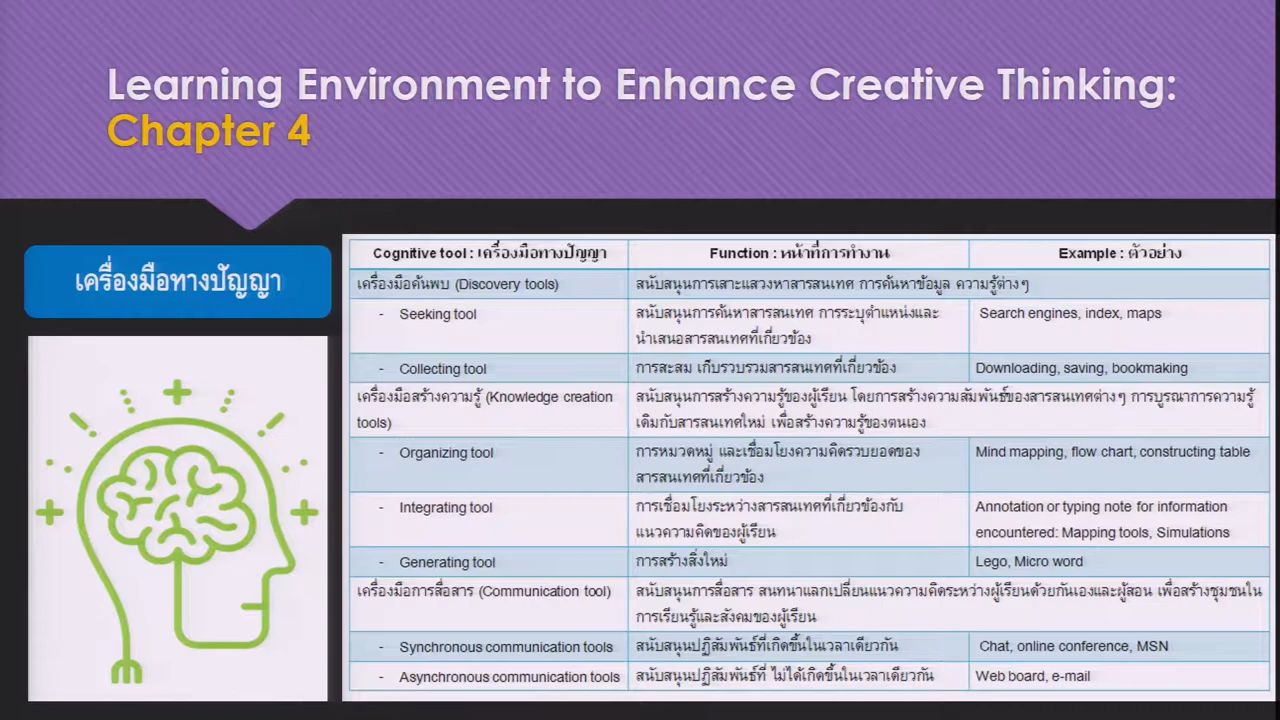 Learning Environment to Enhance Creative Thinking:
Chapter 4
เครื่องมือทางปัญญา
Cognitive tool : เครื่องมือทางปัญญา
Function : หน้าที่การทำงาน
Example : ตัวอย่าง
เครื่องมือค้นพบ (Discovery tools)
สนับสนุนการเสาะแสวงหาสารสนเทศ การค้นหาข้อมูล ความรู้ต่างๆ
- Seeking tool
สนับสนุนการค้นหาสารสนเทศ การระบุตำแหน่งและ
นำเสนอสารสนเทศที่เกี่ยวข้อง
Search engines, index, maps
- Collecting tool
การสะสม เก็บรวบรวมสารสนเทศที่เกี่ยวข้อง
Downloading, saving, bookmaking
เครื่องมือสร้างความรู้ (Knowledge creation
tools)
สนับสนุนการสร้างความรู้ของผู้เรียน โดยการสร้างความสัมพันธ์ของสารสนเทศต่างๆ การบูรณาการความรู้
เดิมกับสารสนเทศใหม่ เพื่อสร้างความรู้ของตนเอง
- Organizing tool
การหมวดหมู่ และเชื่อมโยงความคิดรวบยอดของ
สารสนเทศที่เกี่ยวข้อง
Mind mapping, flow chart, constructing table
- Integrating tool
การเชื่อมโยงระหว่างสารสนเทศที่เกี่ยวข้องกับ
แนวความคิดของผู้เรียน
Annotation or typing note for information
encountered: Mapping tools, Simulations
- Generating tool
การสร้างสิ่งใหม่
Lego, Micro word
เครื่องมือการสื่อสาร (Communication tool)
สนับสนุนการสื่อสาร สนทนาแลกเปลี่ยนแนวความคิดระหว่างผู้เรียนด้วยกันเองและผู้สอน เพื่อสร้างชุมชนใน
การเรียนรู้และสังคมของผู้เรียน
- Synchronous communication tools
สนับสนุนปฏิสัมพันธ์ที่เกิดขึ้นในเวลาเดียวกัน
Chat, online conference, MSN
- Asynchronous communication tools
สนับสนุนปฏิสัมพันธ์ที่ ไม่ได้เกิดขึ้นในเวลาเดียวกัน
Web board, e-mail